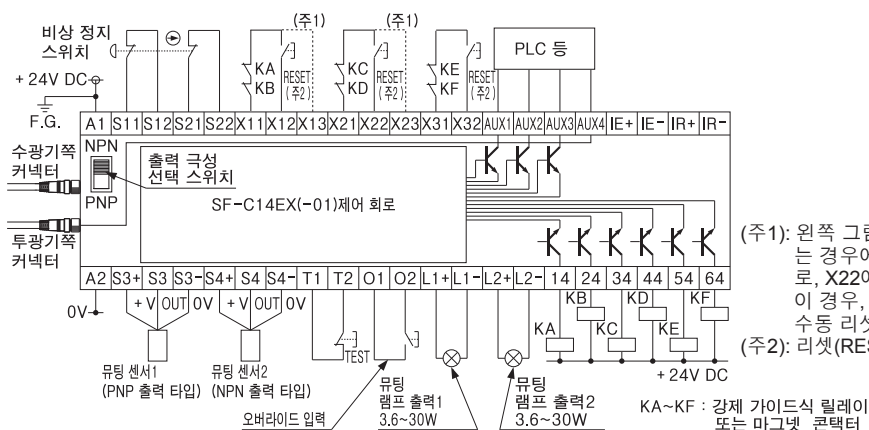 비상 정지
스위치
(주1)
(주1)
PLC 등
KA
KB
RESET
(주2)
KC
KD
RESET
(주2)
KE
KF
RESET
(주2)
+24V DC
F.G.
A1 S11 S12 S21 S22 X11 X12 X13 X21 X22 X23 X31 X32 AUX1 AUX2 AUX3 AUX4 IE+ IE- IR+ IR-
수광기쪽
커넥터
NPN
PNP
출력 극성
선택 스위치
SF-C14EX(-01)제어 회로
투광기쪽
커넥터
(주1): 왼쪽 그림
는 경우에
로, X22에
이 경우,
수동 리셋
(주2): 리셋(RES
A2 S3+ S3 S3- S4+ S4 S4- T1 T2 O1 O2 L1+ L1- L2+ L2- 14 24 34 44 54 64
0V
+V OUT 0V
+V OUT 0V
TEST
KA
KB
KC
KD
KE
KF
+24V DC
뮤팅 센서1
(PNP 출력 타입)
뮤팅 센서2
(NPN 출력 타입)
오버라이드 입력
뮤팅
램프 출력1
3.6~30W
뮤팅
램프 출력2
3.6~30W
KA~KF : 강제 가이드식 릴레이
또는 마그넷 콘택터